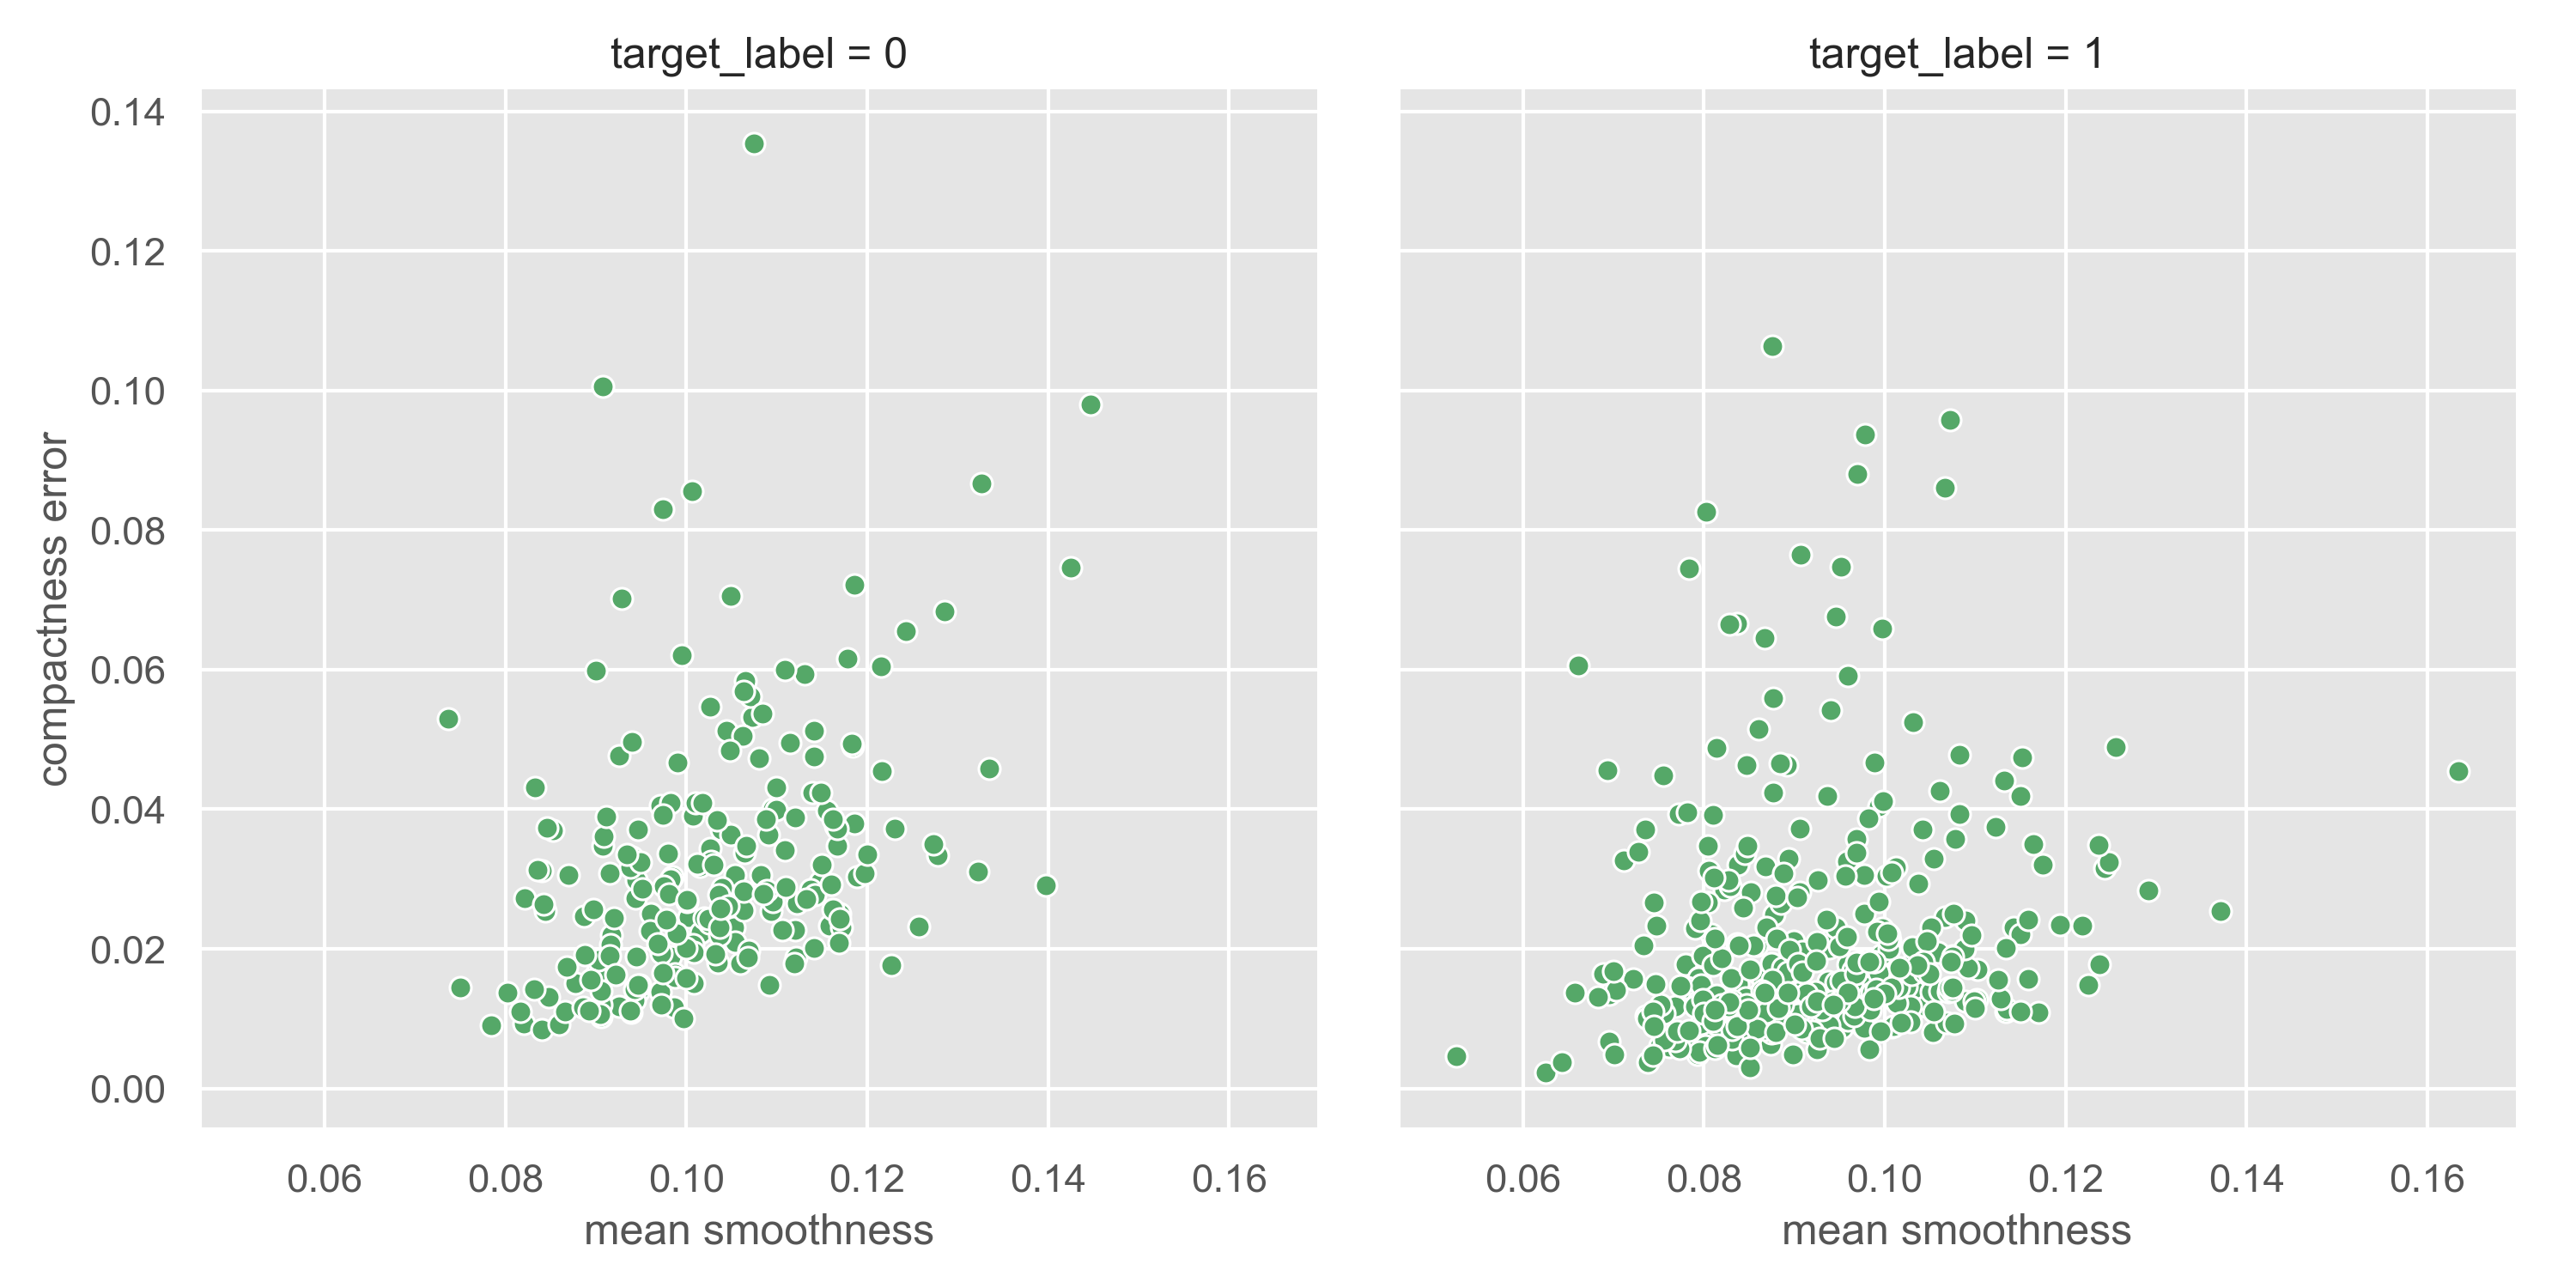 target_label = 0
target_label = 1
0.14
0.12
0.10
0.08
0.06
0.04
0.02
0.00
compactness error
0.06 0.08 0.10 0.12 0.14 0.16
0.06 0.08 0.10 0.12 0.14 0.16
mean smoothness
mean smoothness